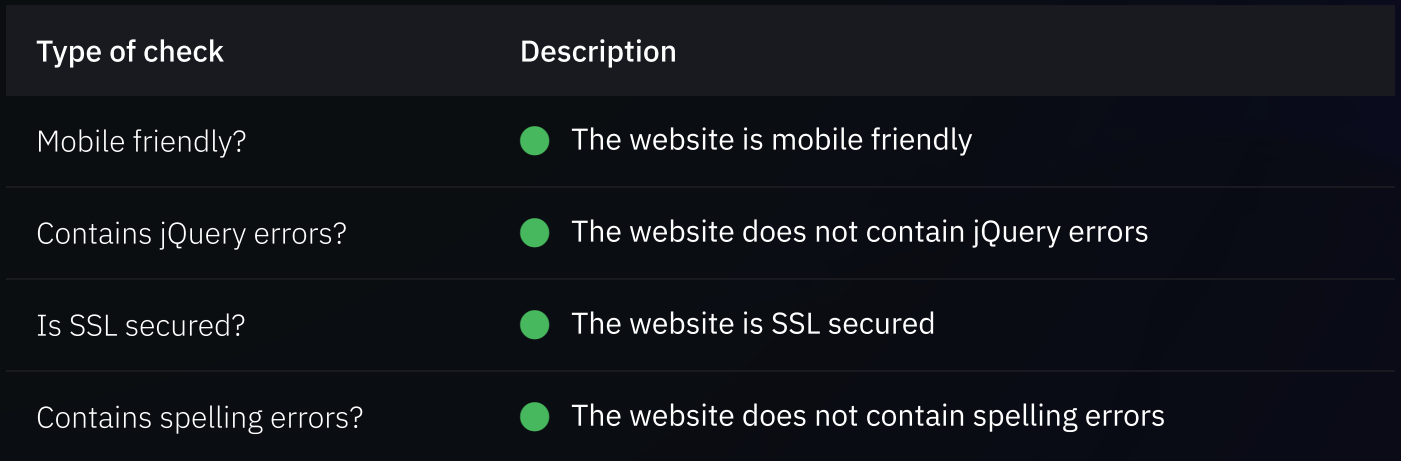 Type of check Description
Mobile friendly? The website is mobile friendly
Contains jQuery errors? The website does not contain jQuery errors
Is SSL secured? The website is SSL secured
Contains spelling errors? The website does not contain spelling errors